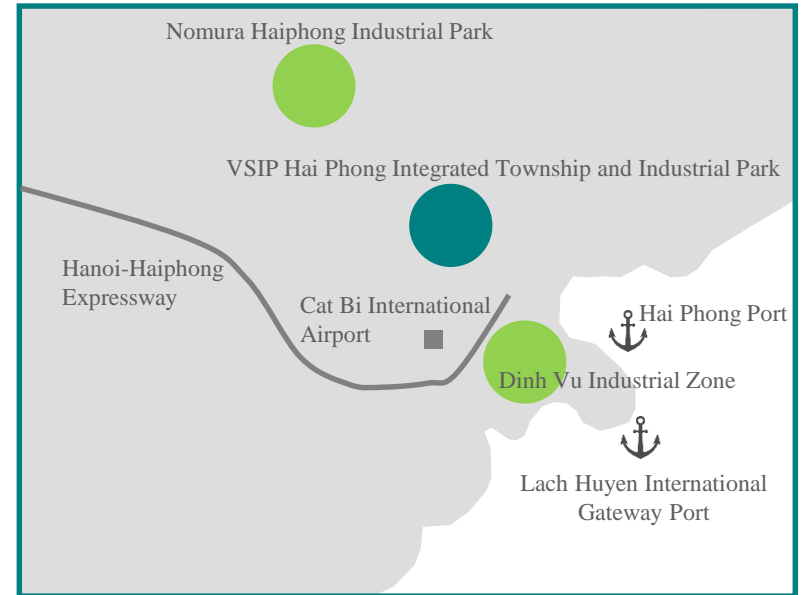 Nomura Haiphong Industrial Park
VSIP Hai Phong Integrated Township and Industrial Park
Hanoi-Haiphong
Expressway
Cat Bi International
Airport
Hai Phong Port
Dinh Vu Industrial Zone
Lach Huyen International
Gateway Port